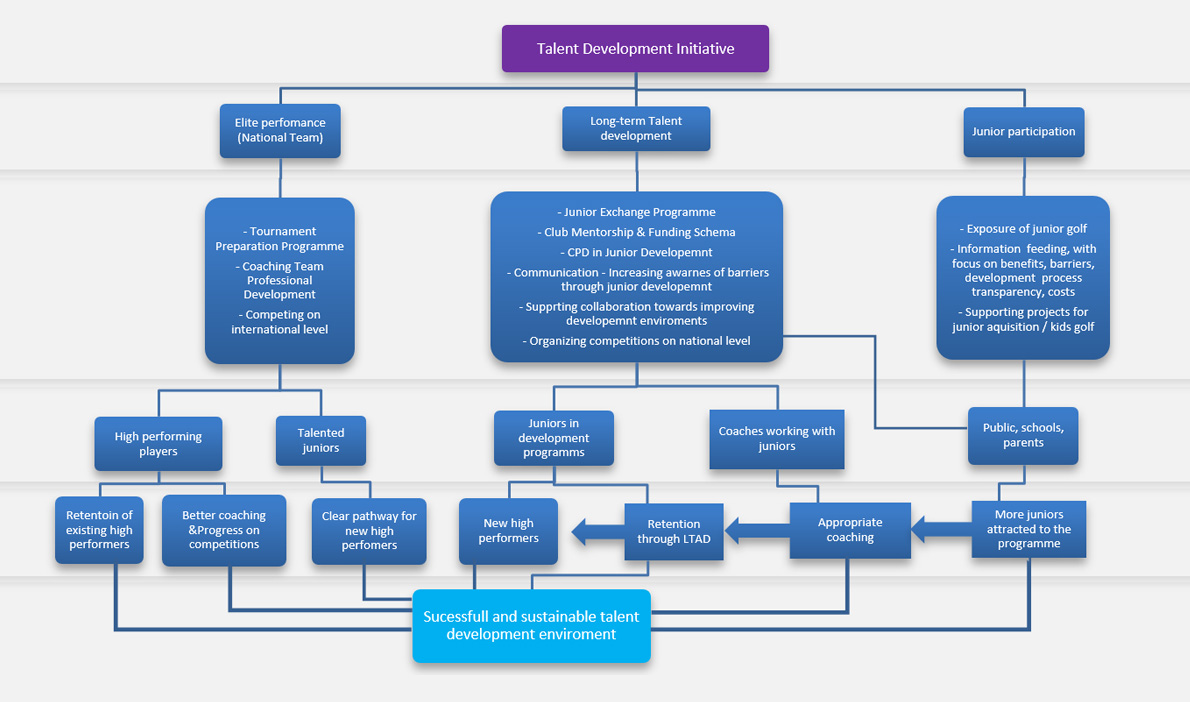 Talent Development Initiative
Elite perfomance
(National Team)
Long-term Talent
development
Junior participation
- Tournament
Preparation Programme
- Coaching Team
Professional
Development
- Competing on
international level
- Junior Exchange Programme
- Club Mentorship & Funding Schema
- CPD in Junior Developemnt
- Communication - Increasing awarnes of barriers
through junior developemnt
- Supprting collaboration towards improving
developemnt enviroments
- Organizing competitions on national level
- Exposure of junior golf
- Information feeding, with
focus on benefits, barriers,
development process
transparency, costs
- Supporting projects for
junior aquisition / kids golf
High performing
players
Talented
juniors
Juniors in
development
programms
Coaches working with
juniors
Public, schools,
parents
Retentoin of
existing high
performers
Better coaching
&Progress on
competitions
Clear pathway for
new high
perfomers
New high
performers
Retention
through LTAD
Appropriate
coaching
More juniors
attracted to the
programme
Sucessfull and sustainable talent
development enviroment